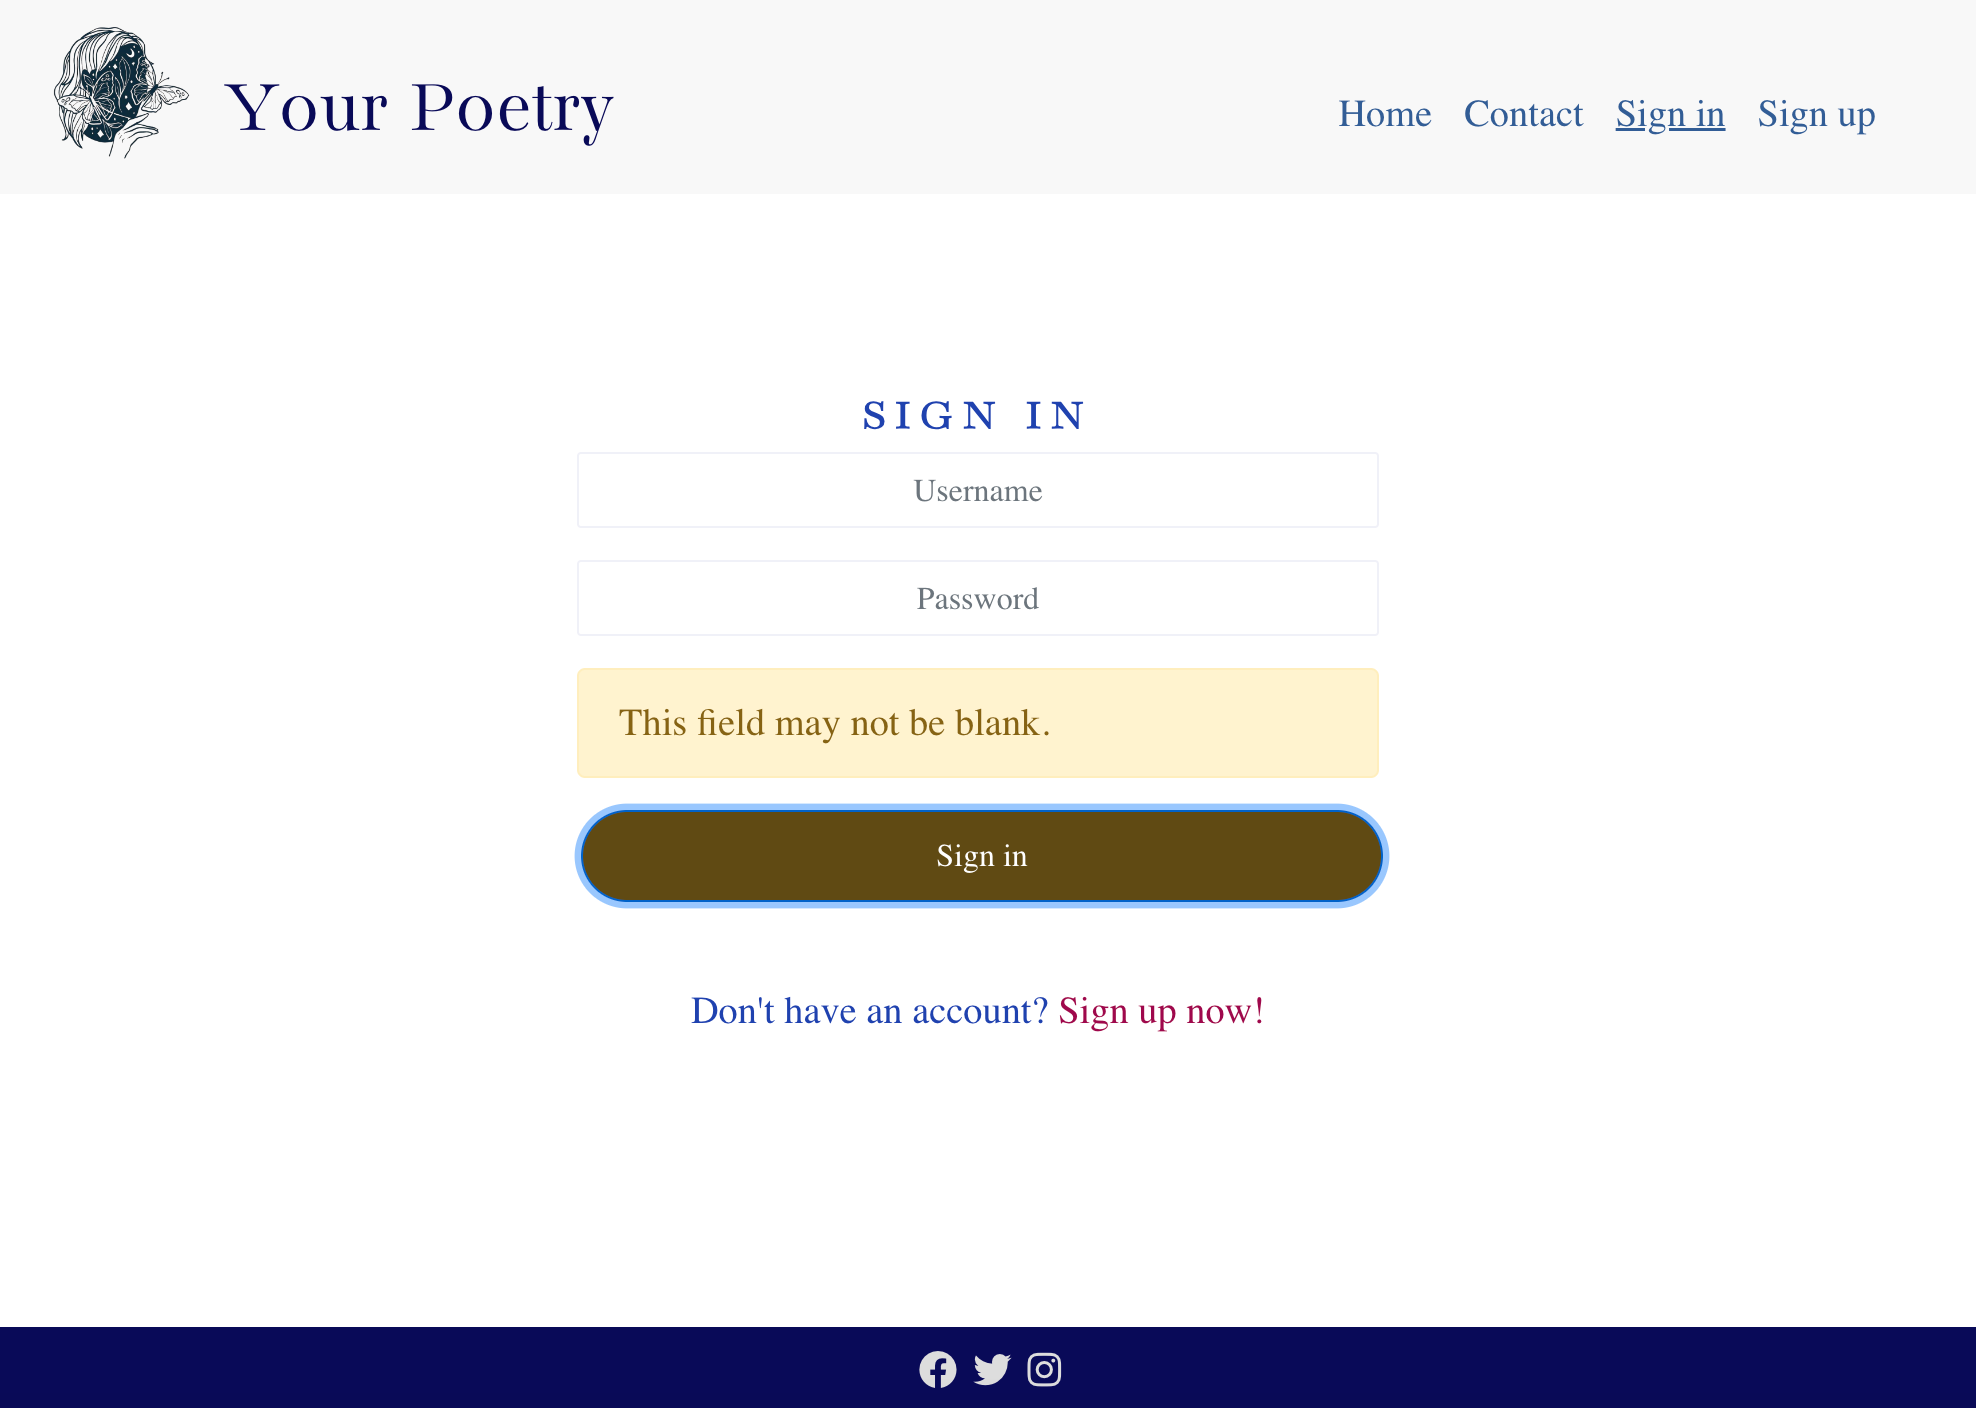 Your Poetry
Home Contact Sign in Sign up
SIGN IN
Username
Password
This field may not be blank.
Sign in
Don't have an account? Sign up now!